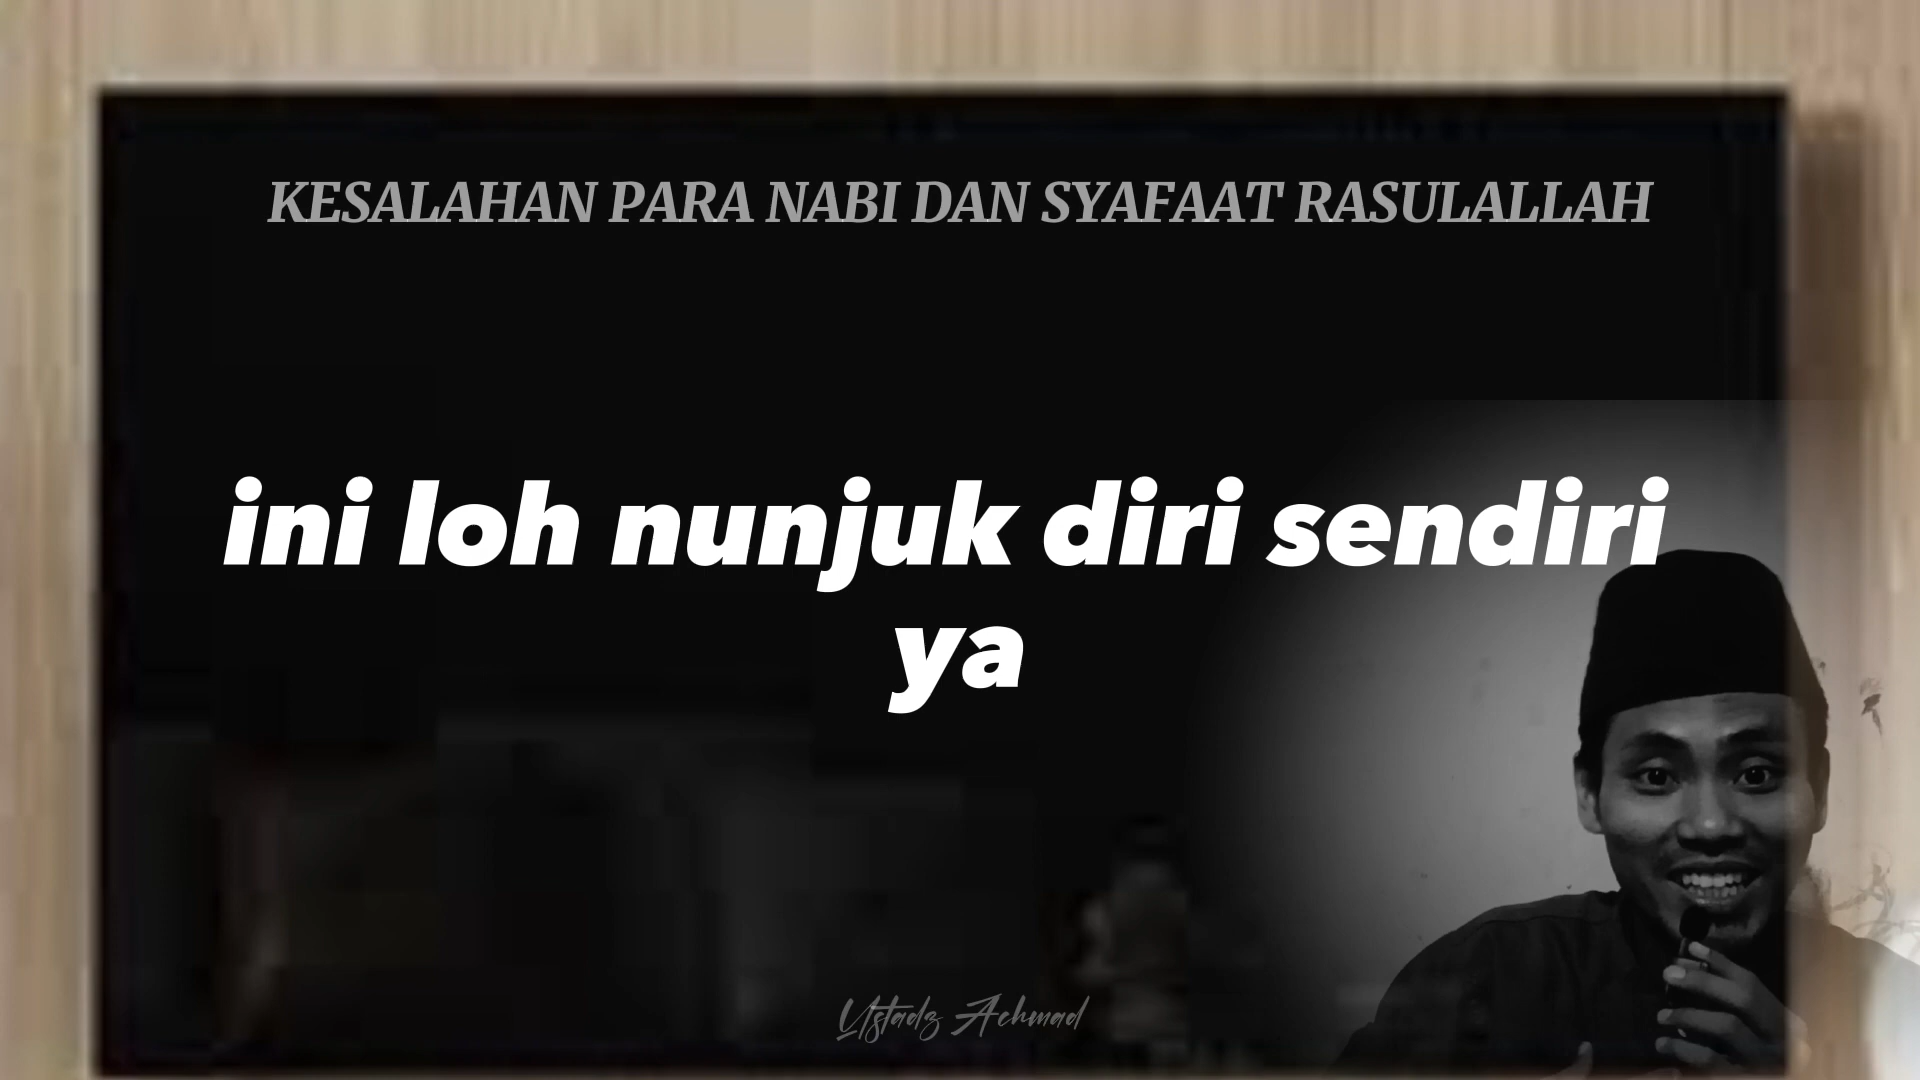 KESALAHAN PARA NABI DAN SYAFAAT RASULALLAH
ini loh nunjuk diri sendiri
ya
Ustadz Achmad